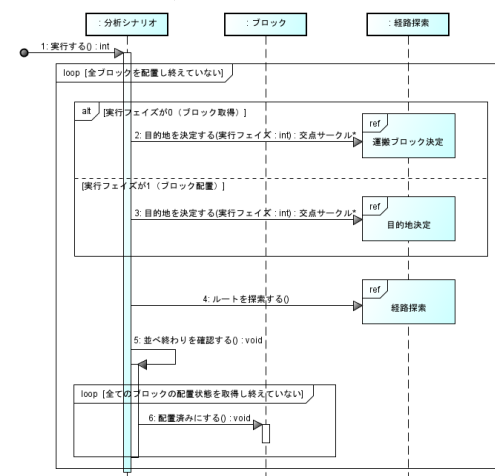 : 分析シナリオ
: ブロック
: 経路探索
1: 実行する() : int
loop [全ブロックを配置し終えていない]
alt [実行フェイズが0（ブロック取得）]
ref
2: 目的地を決定する(実行フェイズ : int) : 交点サークル*
運搬ブロック決定
[実行フェイズが1（ブロック配置）]
ref
3: 目的地を決定する(実行フェイズ : int) : 交点サークル*
目的地決定
ref
4: ルートを探索する()
経路探索
5: 並べ終わりを確認する() : void
loop [全てのブロックの配置状態を取得し終えていない]
6: 配置済みにする() : void